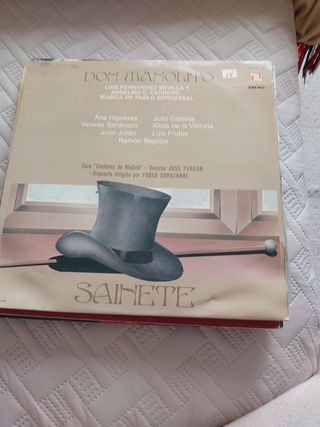 DON MANOLITO
LUIS FERNANDEZ SEVILLA Y
ANSELMO C. CARREÑO
MUSICA DE PABLO SOROZABAL
Ana Higueras Julio Catania
Vicente Sardinero Alicia de la Victoria
Julio Julián Luis Frutos
Ramón Regidor
Coro "Cantores de Madrid" - Director JOSE PERERA
Orquesta dirigida por PABLO SOROZABAL
SAINETE